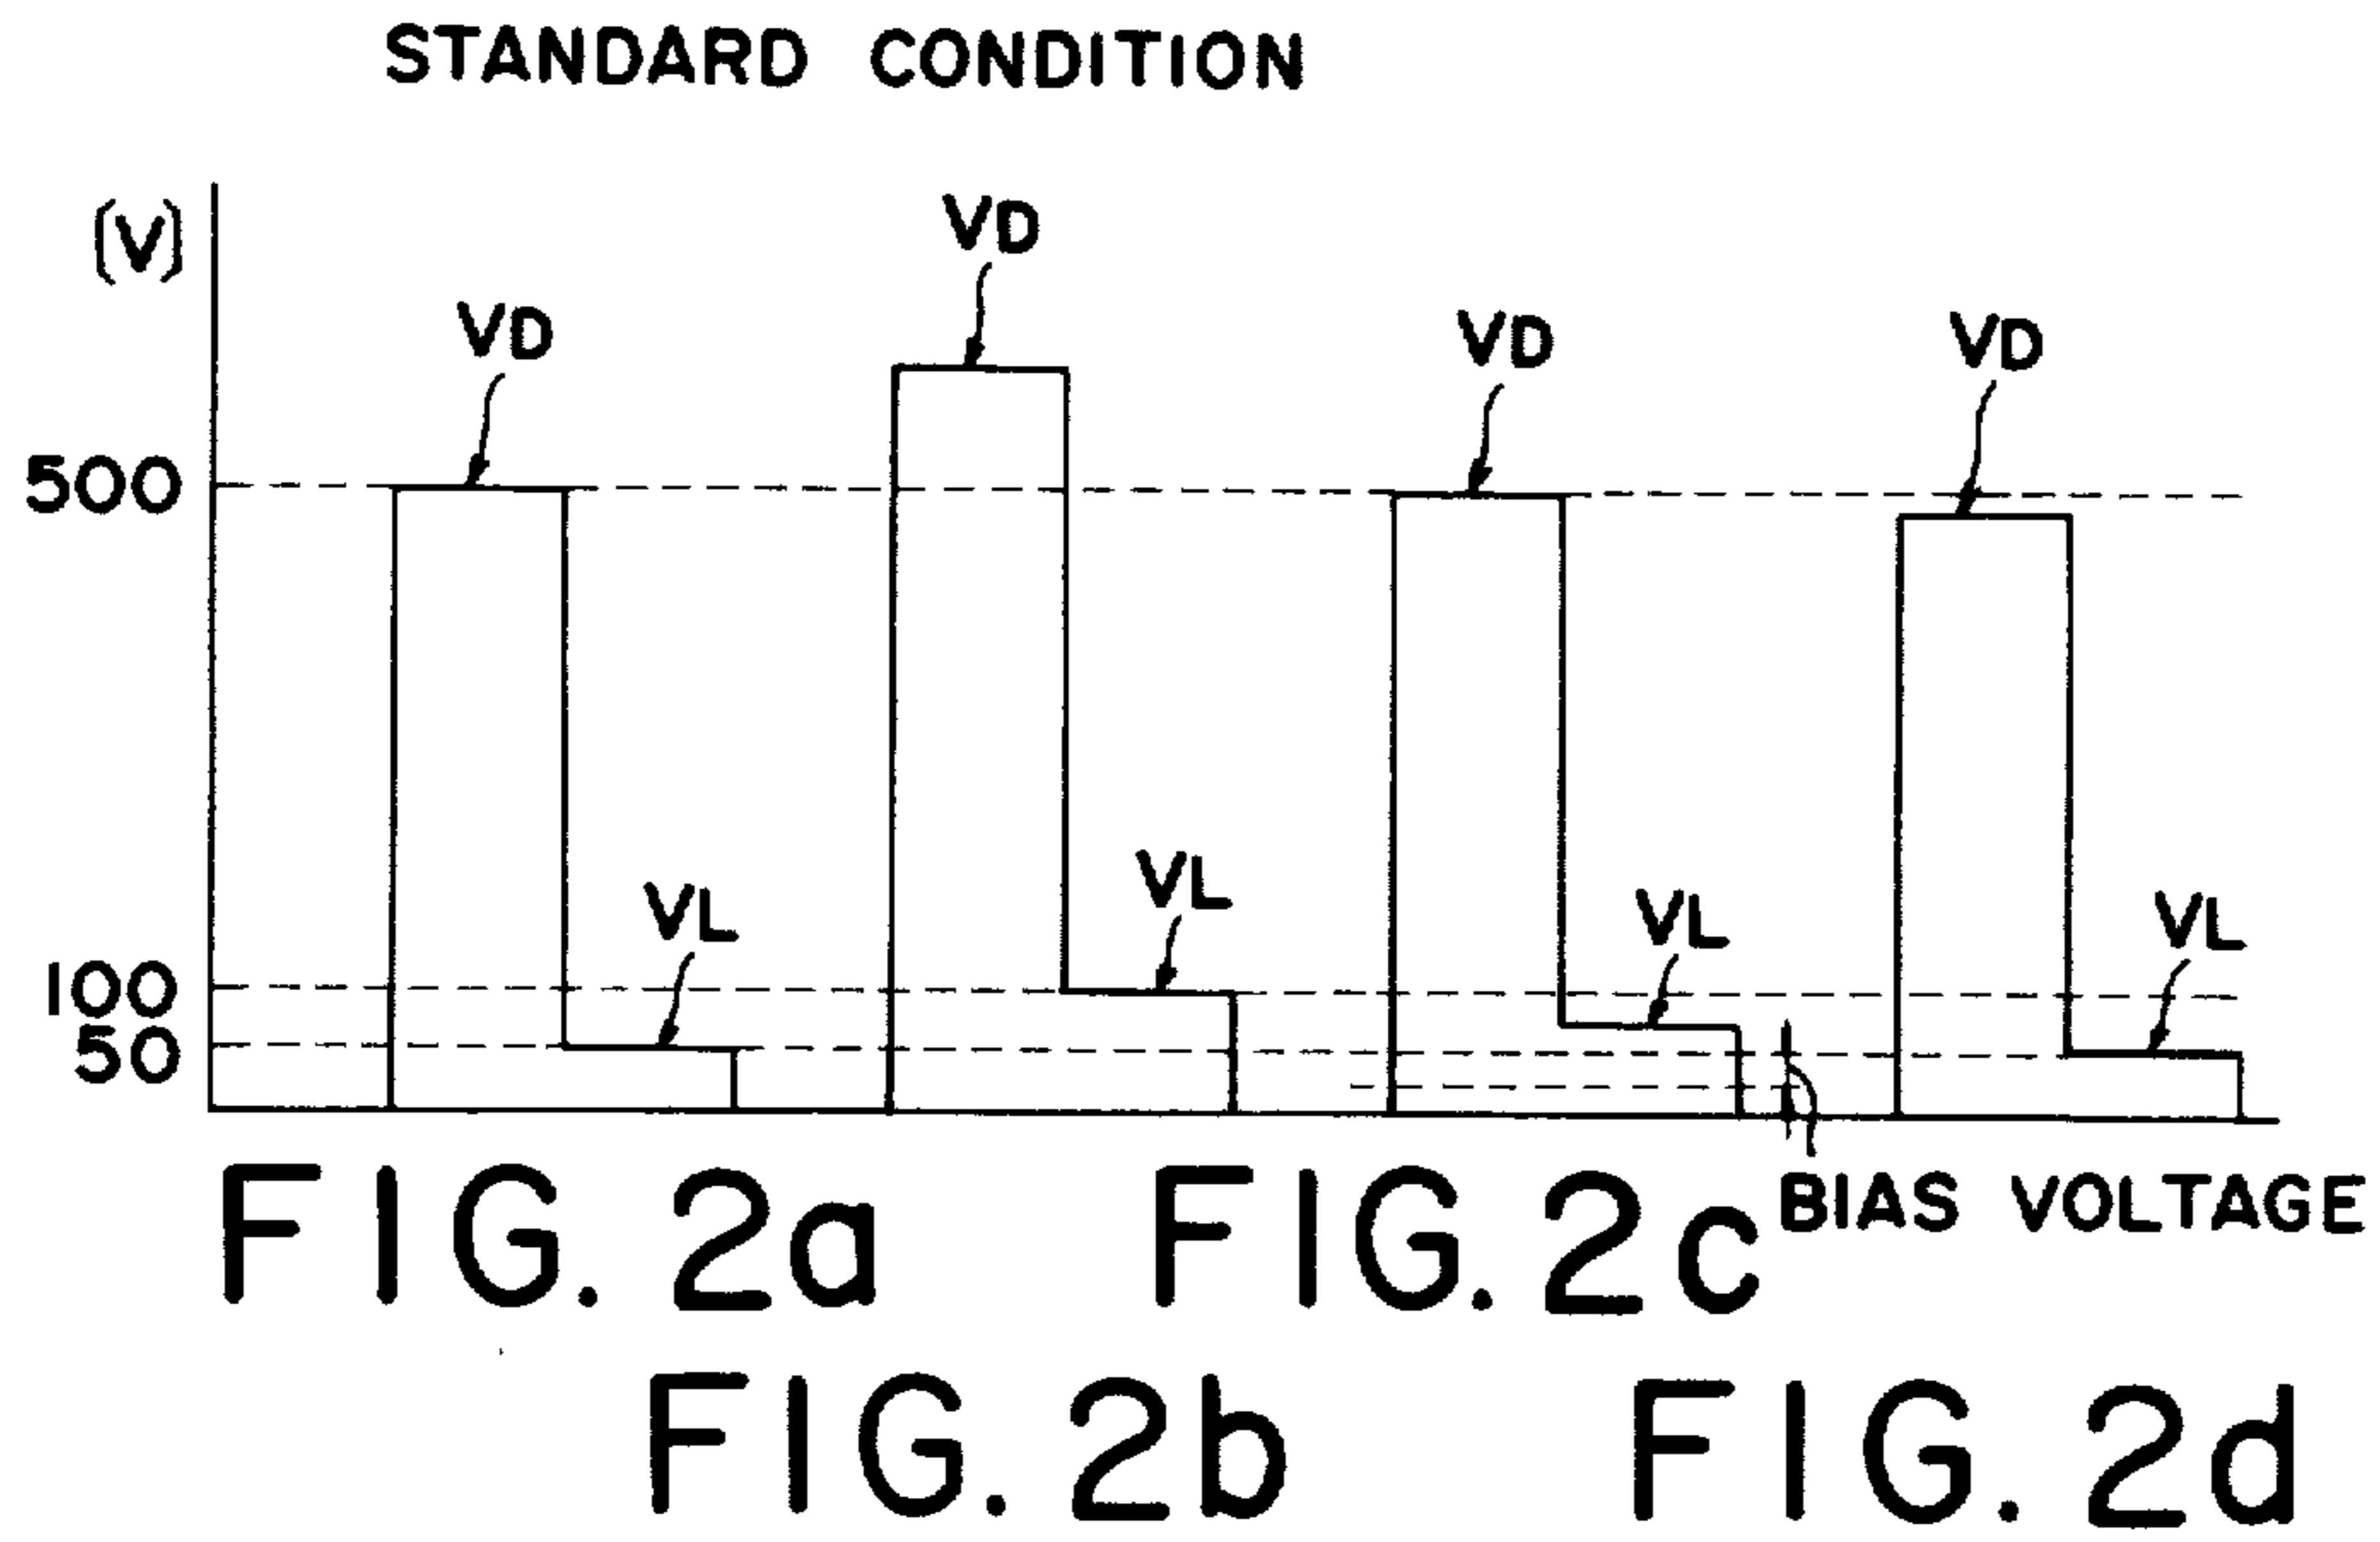 STANDARD CONDITION
(V)
VD
VD
VD
VD
500
VL
VL
VL
VL
100
50
BIAS VOLTAGE
FIG. 2a
FIG. 2c
FIG. 2b
FIG. 2d